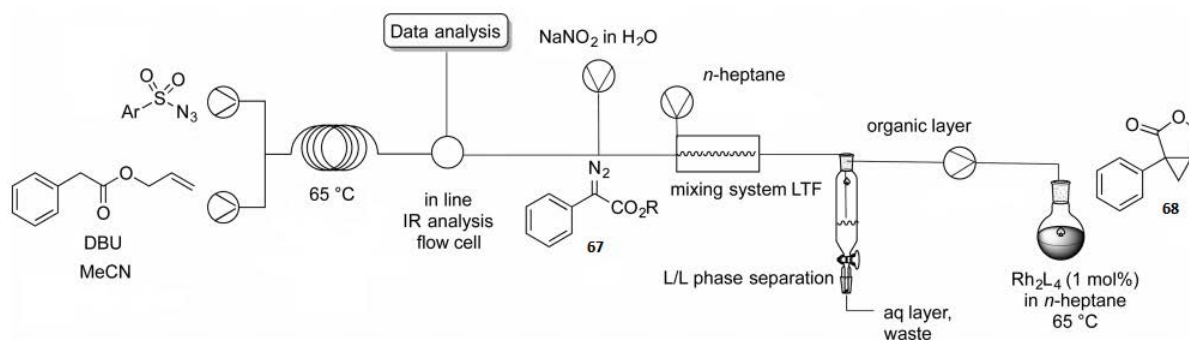 Data analysis
NaNO2 in H2O
O O
S
Ar N3
n-heptane
organic layer
O
O
65 °C
in line
IR analysis
flow cell
N2
CO2R
67
mixing system LTF
O
O
68
DBU
MeCN
L/L phase separation
aq layer,
waste
Rh2L4 (1 mol%)
in n-heptane
65 °C